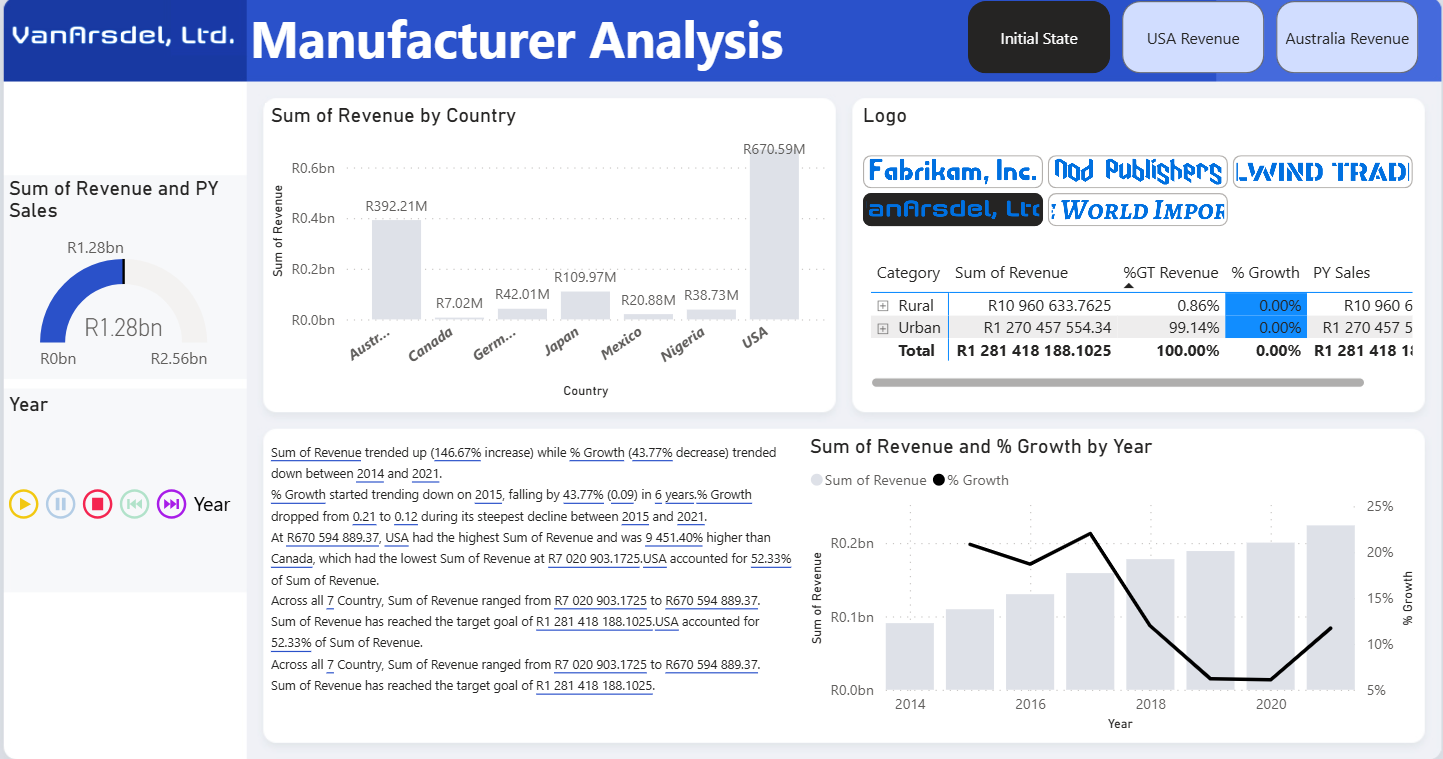 VanArsdel, Ltd.
Manufacturer Analysis
Initial State
USA Revenue
Australia Revenue
Sum of Revenue and PY
Sales
R1.28bn
R1.28bn
R0bn
R2.56bn
Year
Year
Sum of Revenue by Country
Sum of Revenue
R0.6bn
R0.4bn
R0.2bn
R0.0bn
R392.21M
R7.02M
R42.01M
R109.97M
R20.88M
R38.73M
R670.59M
Austr...
Canada
Germ...
Japan
Mexico
Nigeria
USA
Country
Logo
Fabrikam, Inc.
Nod Publishers
LWIND TRADI
anArsdel, Ltd
E WORLD IMPOR
Category Sum of Revenue %GT Revenue % Growth PY Sales
Rural R10 960 633.7625 0.86% 0.00% R10 960 6
Urban R1 270 457 554.34 99.14% 0.00% R1 270 457 5
Total R1 281 418 188.1025 100.00% 0.00% R1 281 418 18
Sum of Revenue trended up (146.67% increase) while % Growth (43.77% decrease) trended
down between 2014 and 2021.
% Growth started trending down on 2015, falling by 43.77% (0.09) in 6 years.% Growth
dropped from 0.21 to 0.12 during its steepest decline between 2015 and 2021.
At R670 594 889.37, USA had the highest Sum of Revenue and was 9 451.40% higher than
Canada, which had the lowest Sum of Revenue at R7 020 903.1725.USA accounted for 52.33%
of Sum of Revenue.
Across all 7 Country, Sum of Revenue ranged from R7 020 903.1725 to R670 594 889.37.
Sum of Revenue has reached the target goal of R1 281 418 188.1025.USA accounted for
52.33% of Sum of Revenue.
Across all 7 Country, Sum of Revenue ranged from R7 020 903.1725 to R670 594 889.37.
Sum of Revenue has reached the target goal of R1 281 418 188.1025.
Sum of Revenue and % Growth by Year
Sum of Revenue % Growth
Sum of Revenue
R0.2bn
R0.1bn
R0.0bn
25%
20%
15%
10%
5%
% Growth
2014
2016
2018
2020
Year